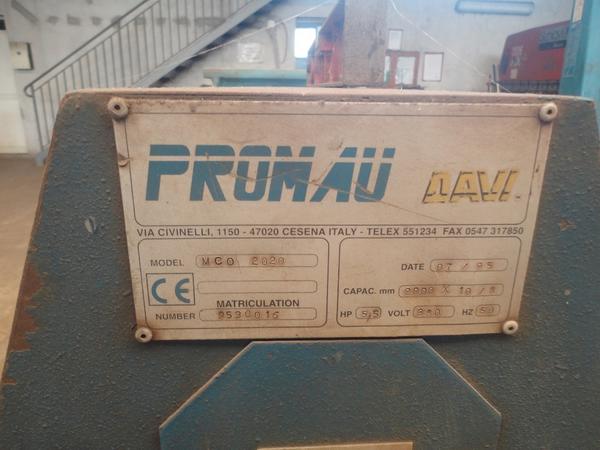 PROMAU
DAVI
VIA CIVINELLI, 1150 - 47020 CESENA ITALY - TELEX 551234 FAX 0547 317850
MODEL MCO 2020
CE
MATRICULATION
NUMBER 9530016
DATE 07/95
CAPAC. mm X 10/8
HP 5,5 VOLT 380 HZ 50